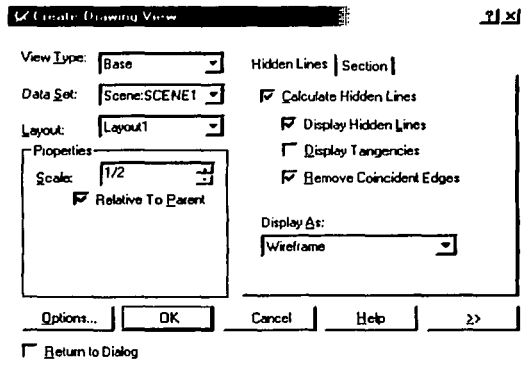 Create Drawing View
View Type: Base
Data Set: Scene:SCENE1
Layout: Layout1
Properties
Scale: 1/2
Relative To Parent
Hidden Lines Section
Calculate Hidden Lines
Display Hidden Lines
Display Tangencies
Remove Coincident Edges
Display As:
Wireframe
Options... OK Cancel Help >>
Return to Dialog